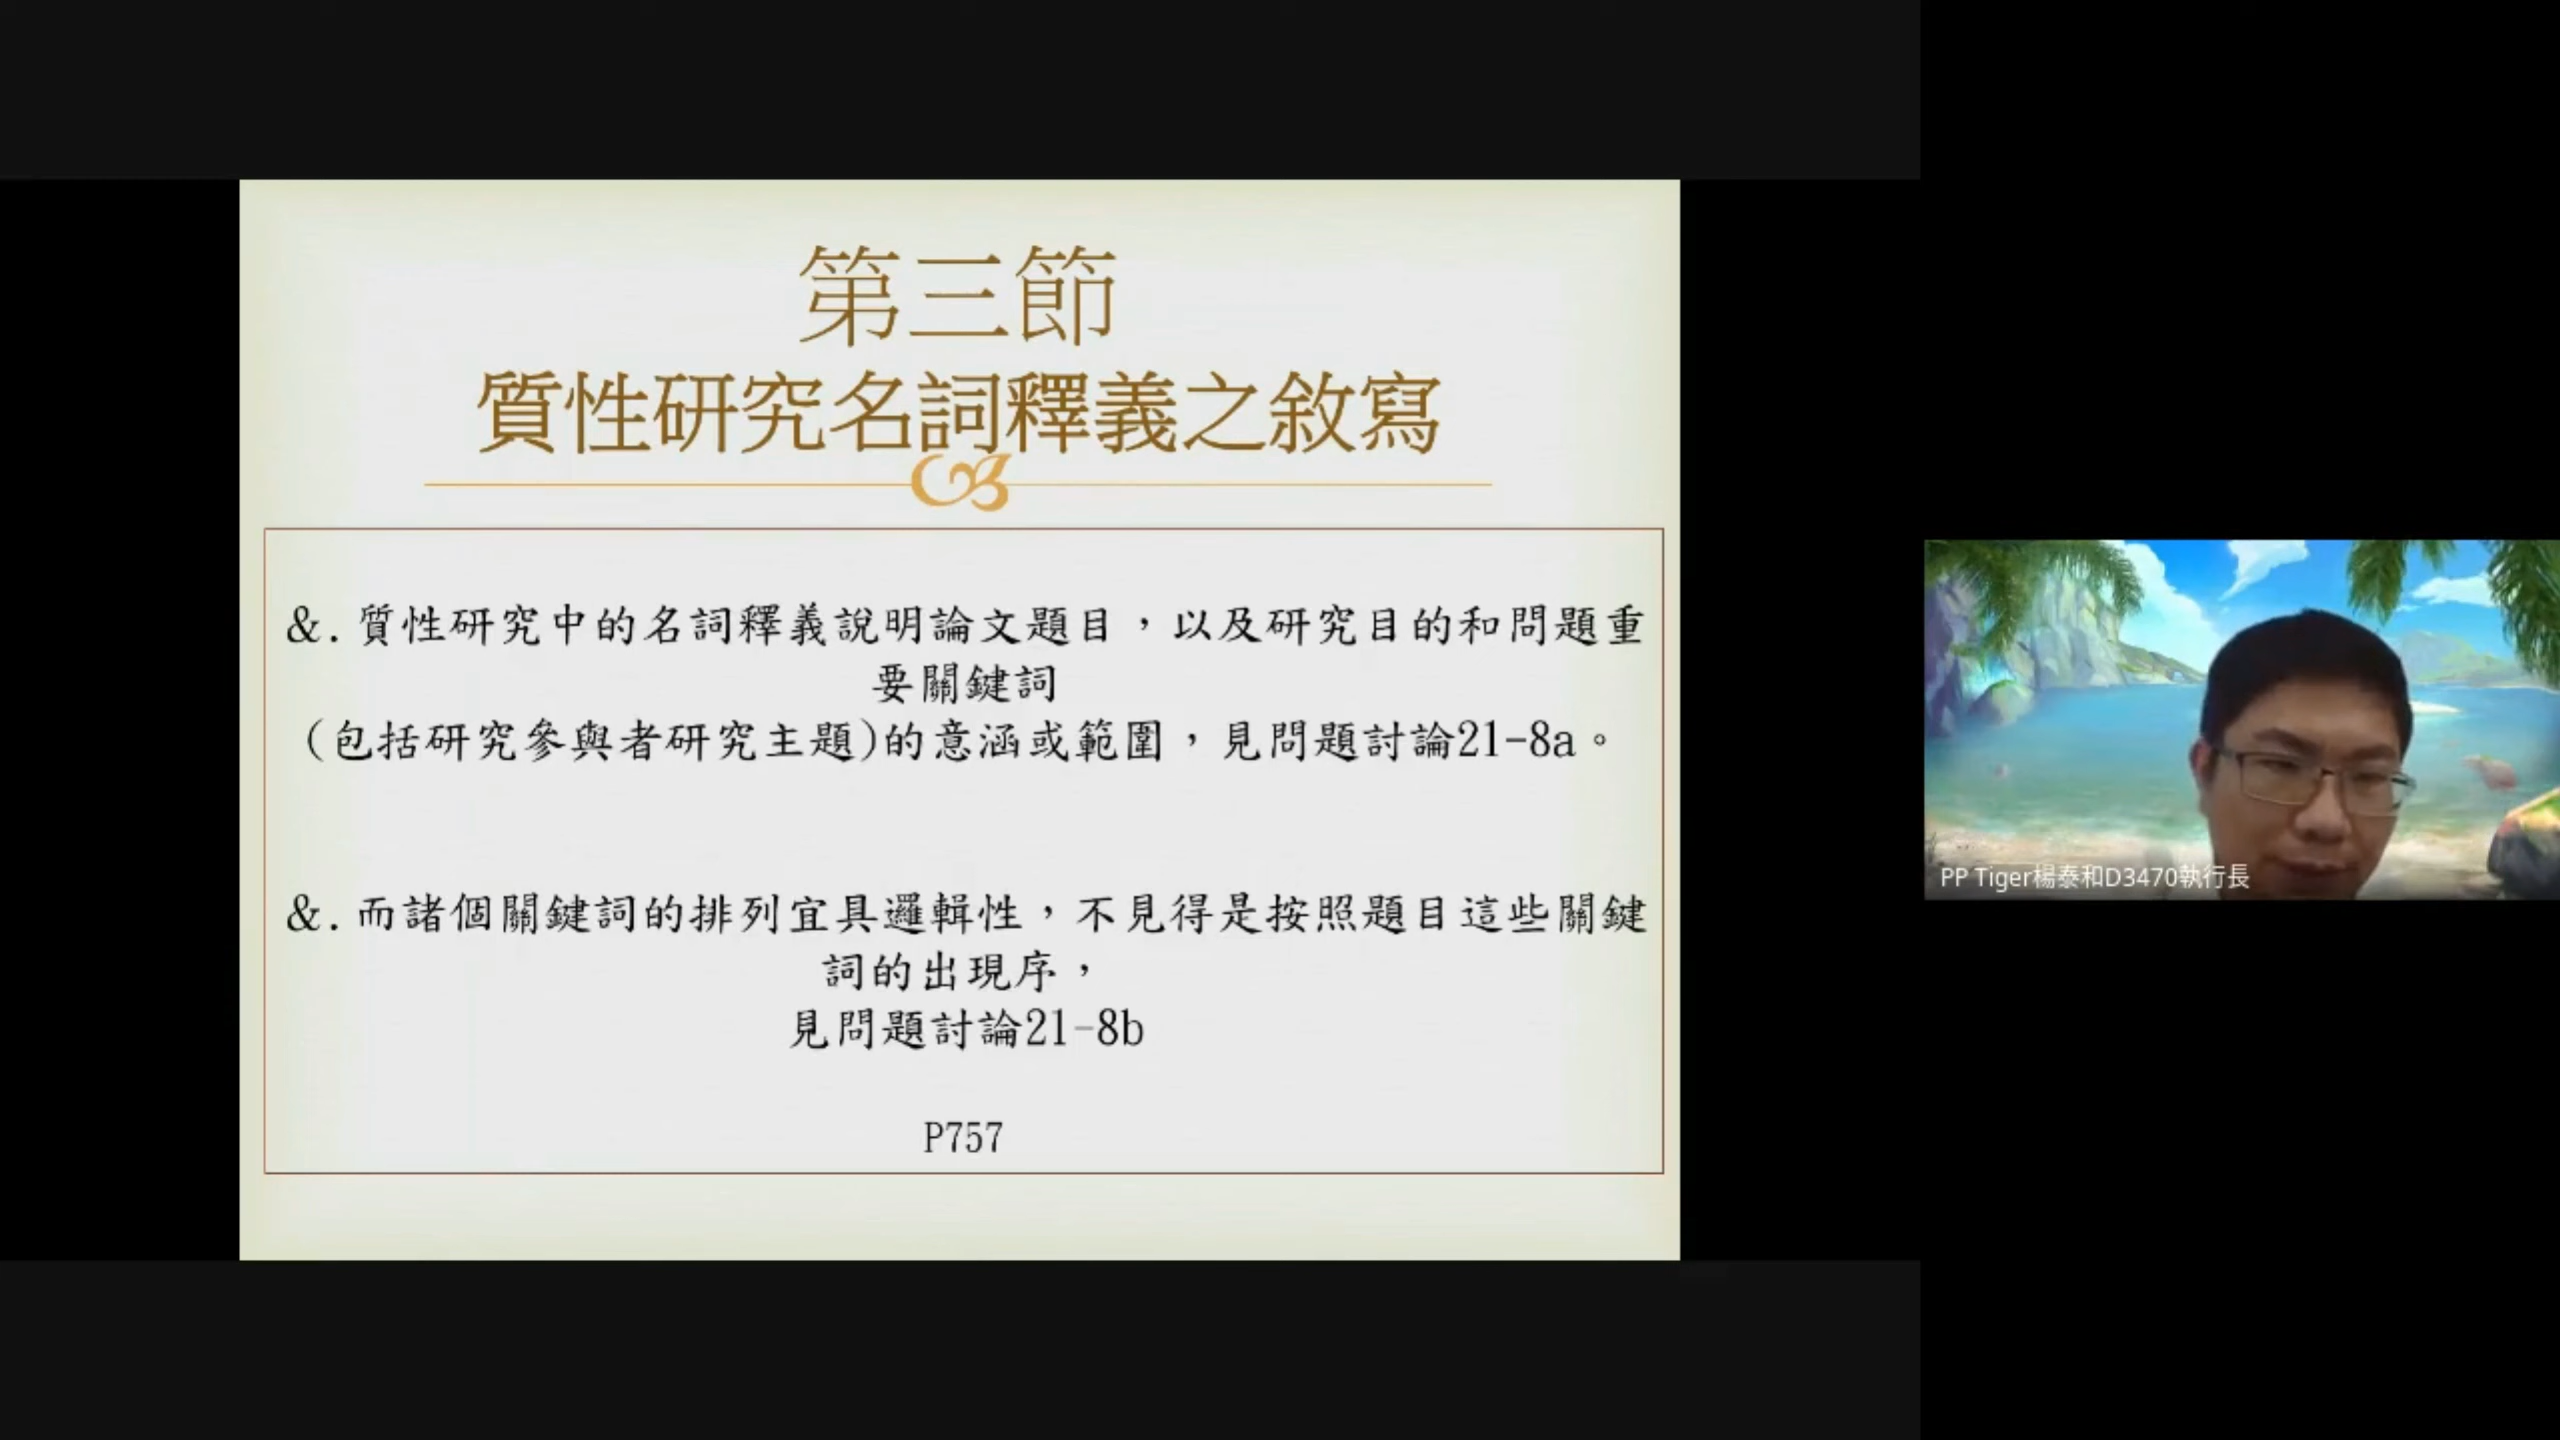 第三節
質性研究名詞釋義之敘寫
&.質性研究中的名詞釋義說明論文題目，以及研究目的和問題重
要關鍵詞
(包括研究參與者研究主題)的意涵或範圍，見問題討論21-8a。
&.而諸個關鍵詞的排列宜具邏輯性，不見得是按照題目這些關鍵
詞的出現序，
見問題討論21-8b
P757
PP Tiger楊泰和D3470執行長